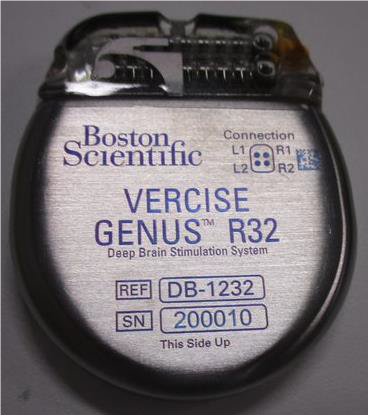 Boston
Scientific
Connection
L1 R1
L2 R2
VERCISE
GENUS™ R32
Deep Brain Stimulation System
REF DB-1232
SN 200010
This Side Up